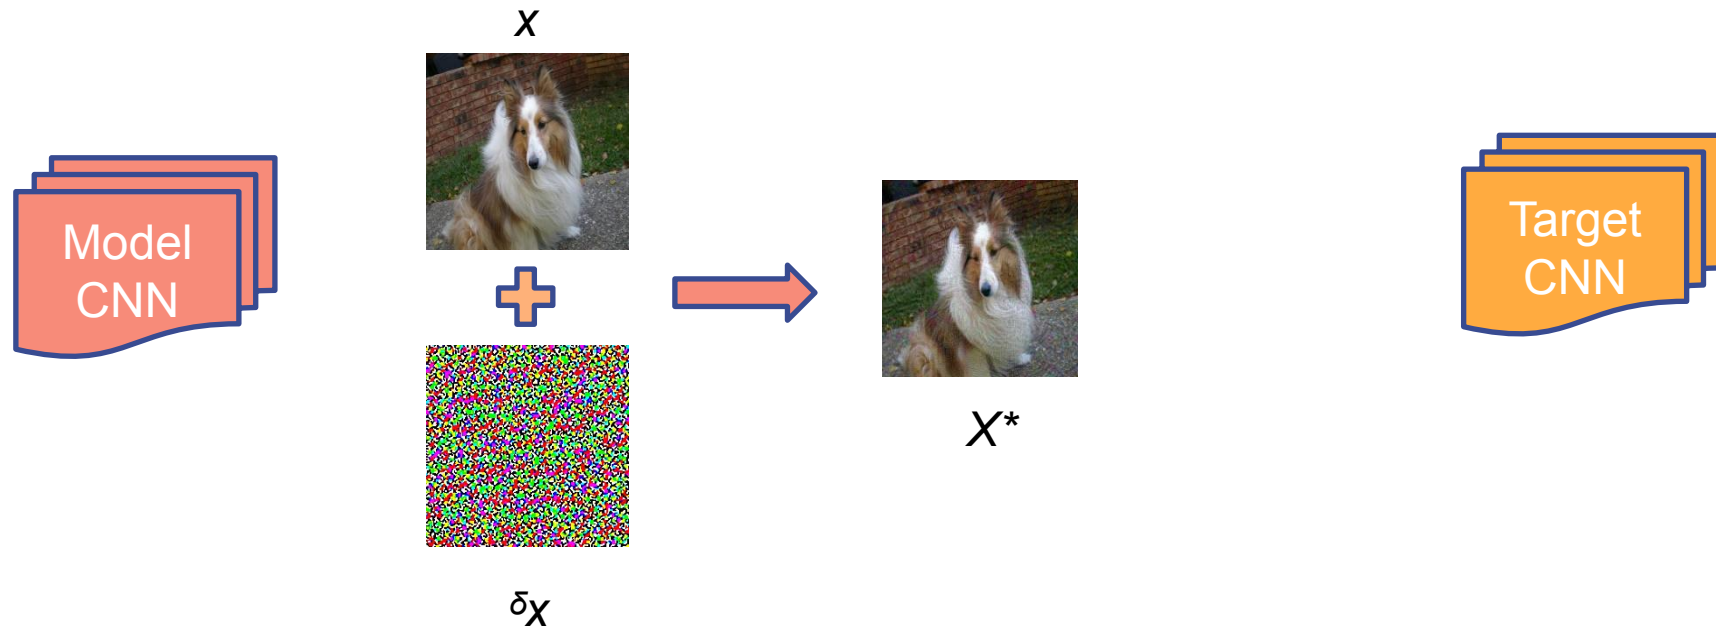 x
Model
CNN
δx
X*
Target
CNN